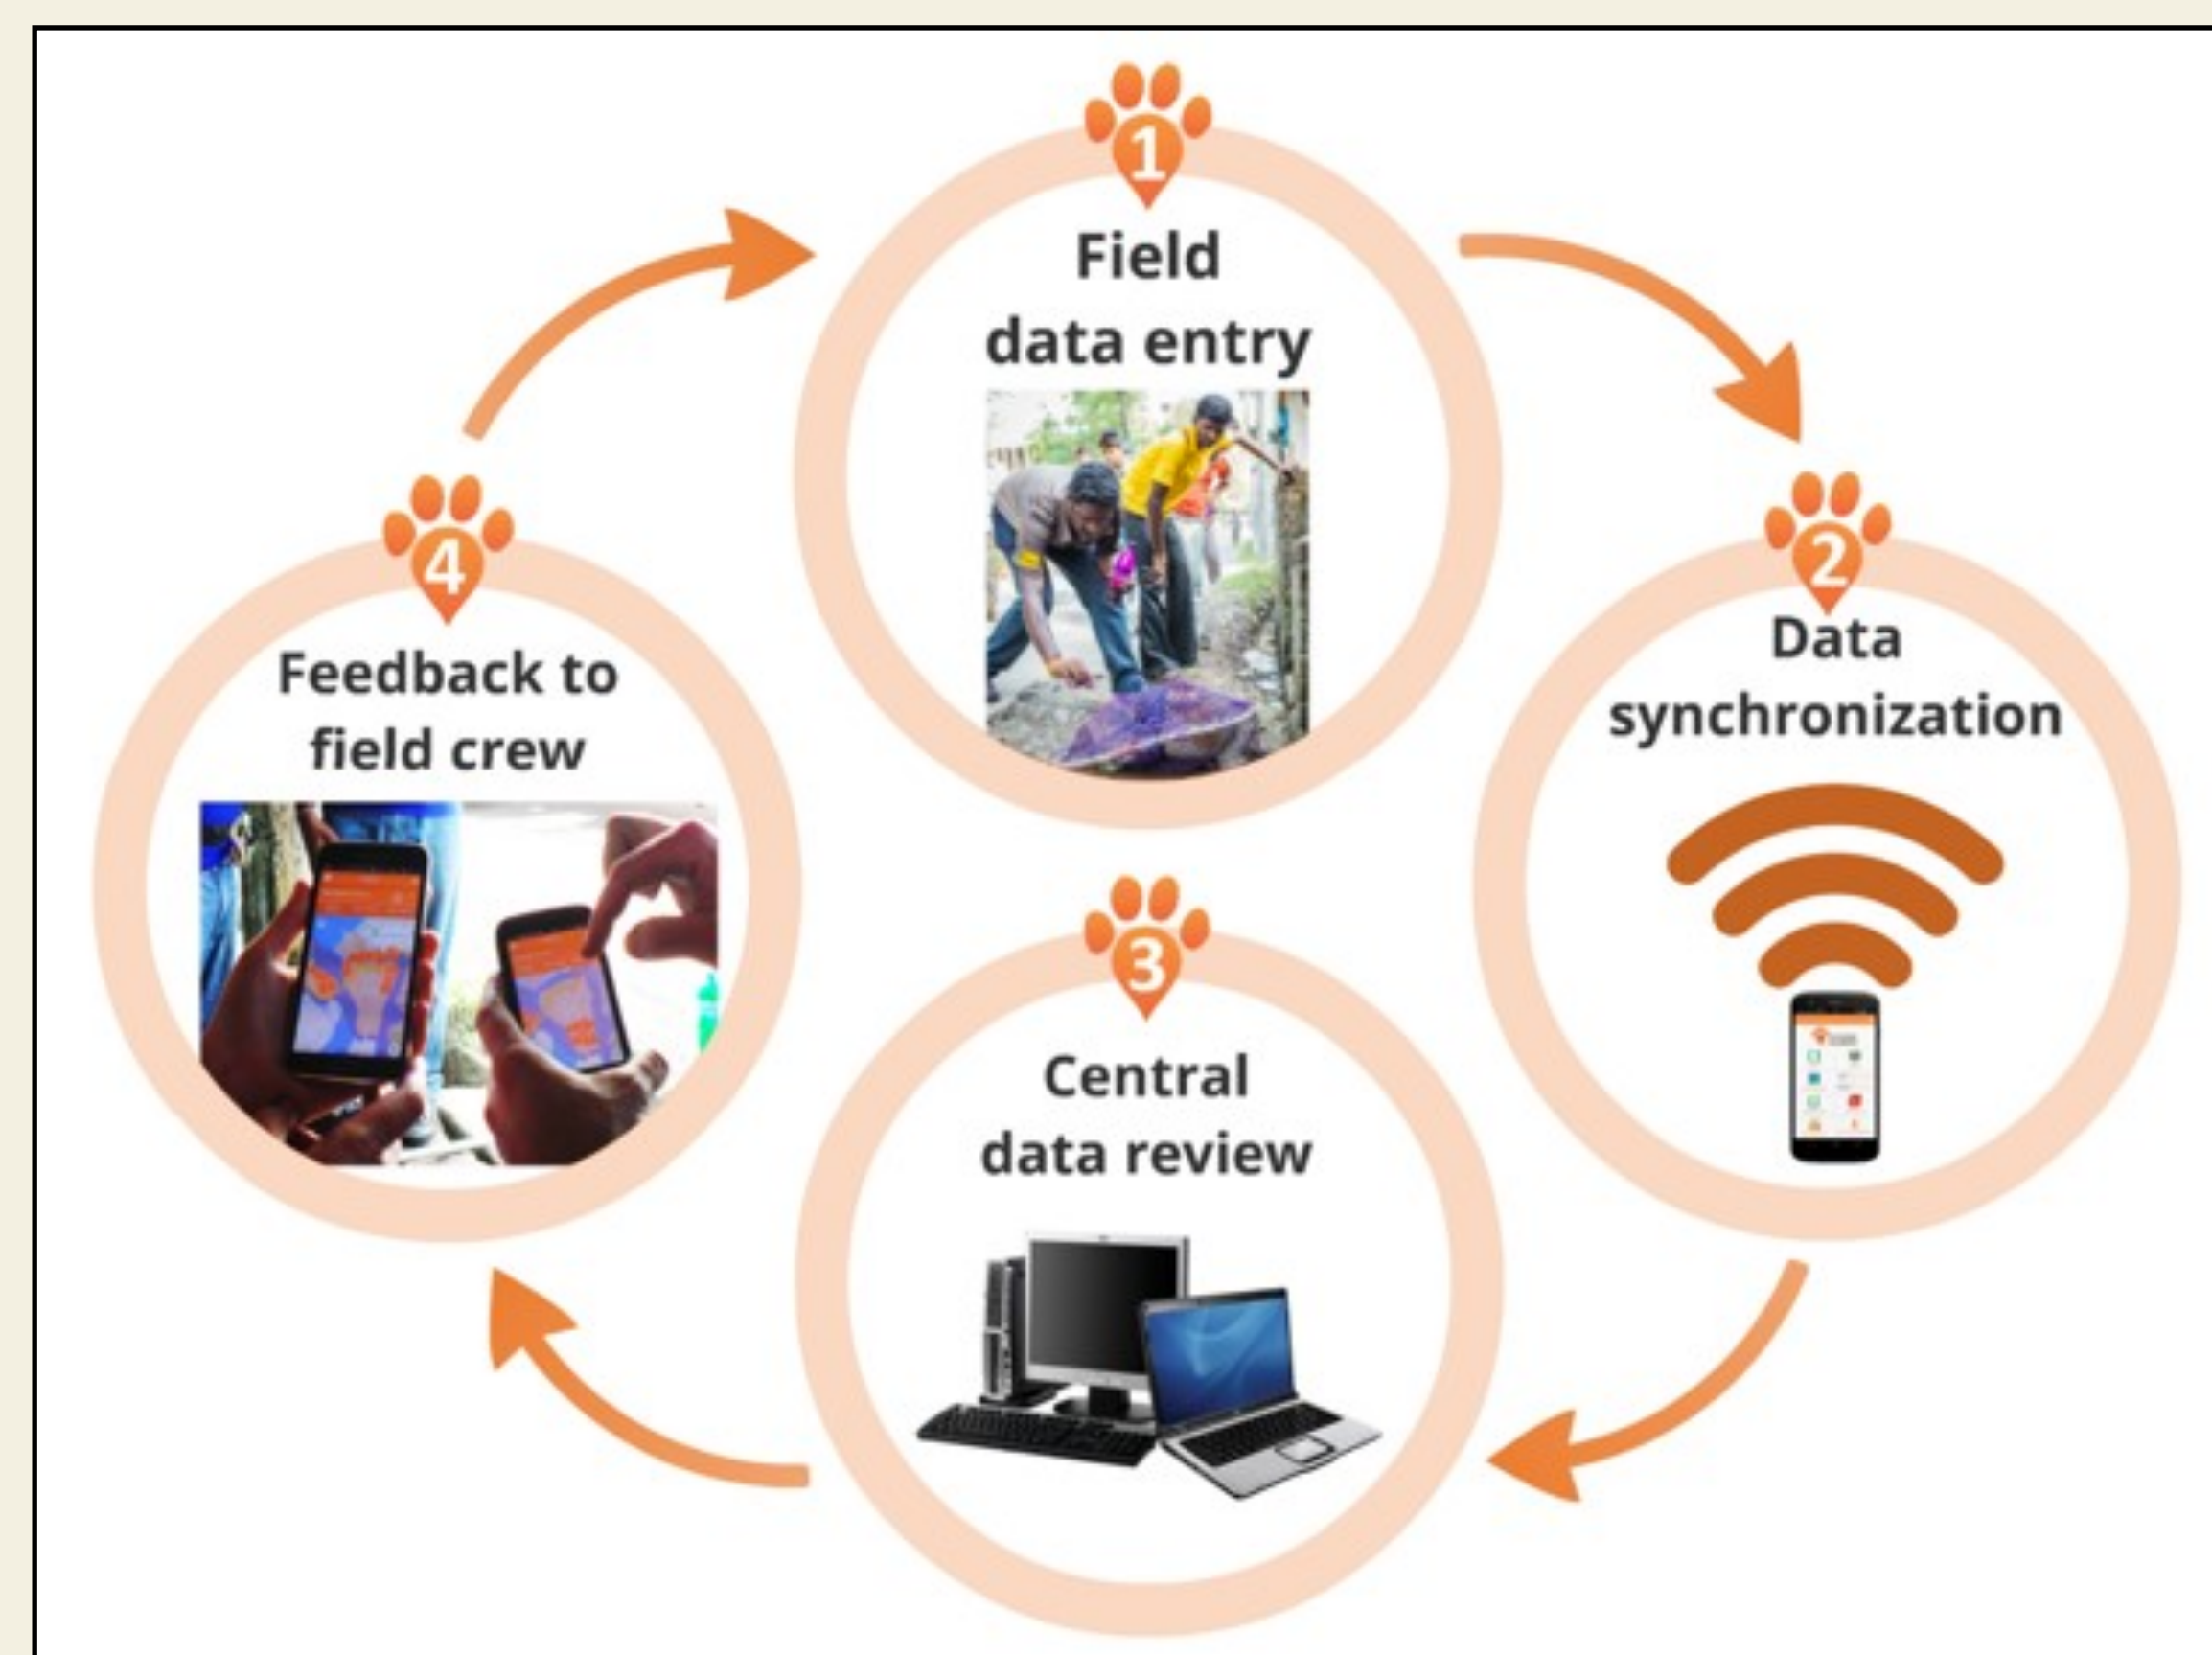 1
Field
data entry
2
Data
synchronization
3
Central
data review
4
Feedback to
field crew